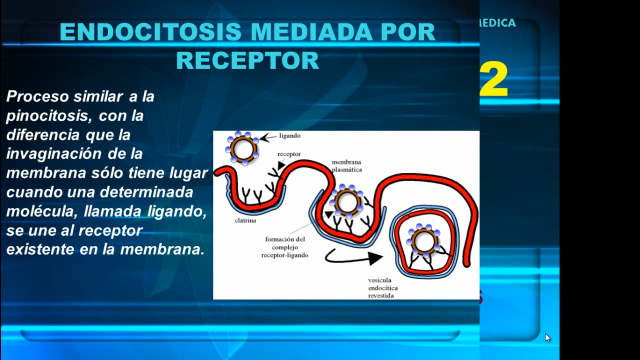 ENDOCITOSIS MEDIADA POR
RECEPTOR
MEDICA
2
Proceso similar a la
pinocitosis, con la
diferencia que la
invaginación de la
membrana sólo tiene lugar
cuando una determinada
molécula, llamada ligando,
se une al receptor
existente en la membrana.
ligando
receptor
membrana
plasmática
clatrina
formación del
complejo
receptor-ligando
vesícula
endocítica
revestida